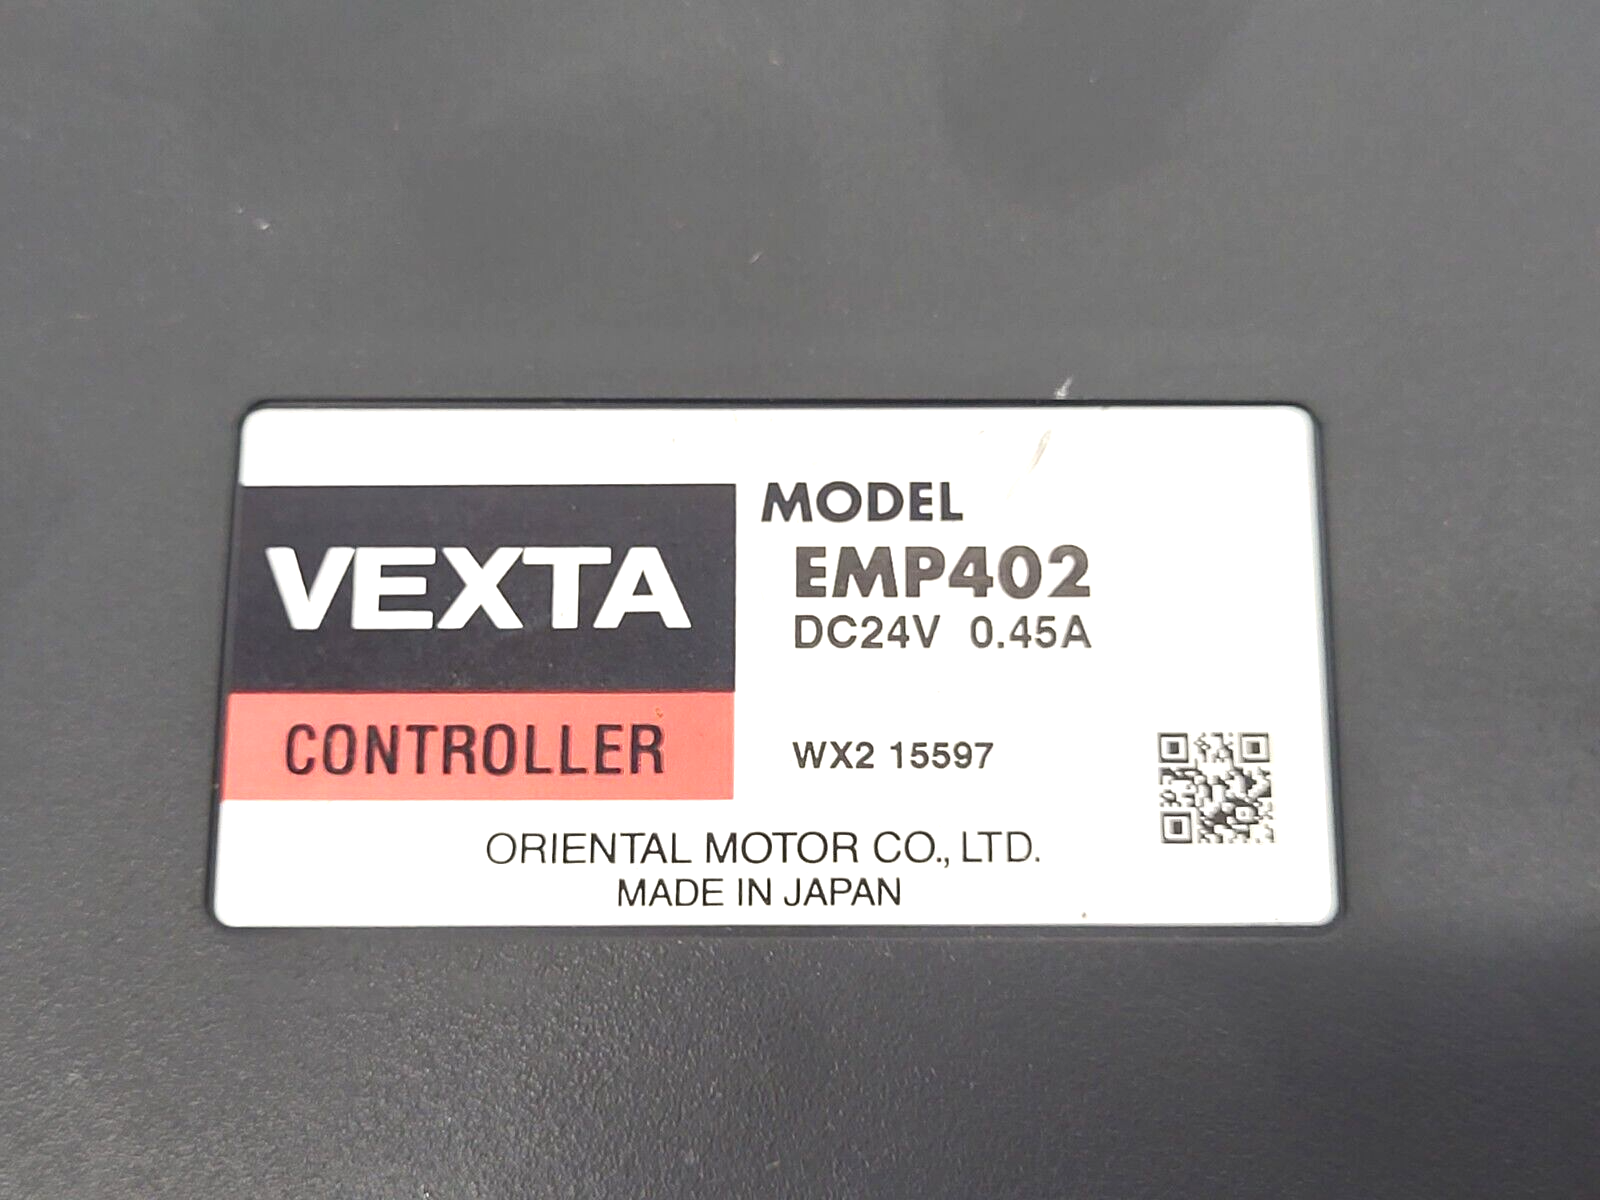 VEXTA
CONTROLLER
MODEL
EMP402
DC24V 0.45A
WX2 15597
ORIENTAL MOTOR CO., LTD.
MADE IN JAPAN